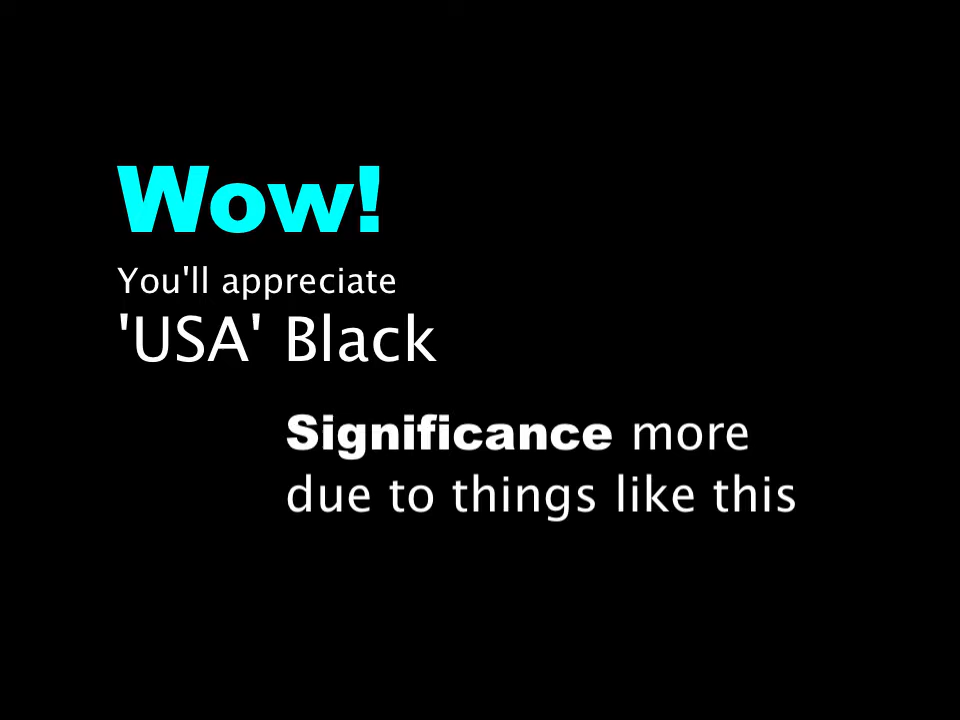 Wow!
You'll appreciate
'USA' Black
Significance more
due to things like this